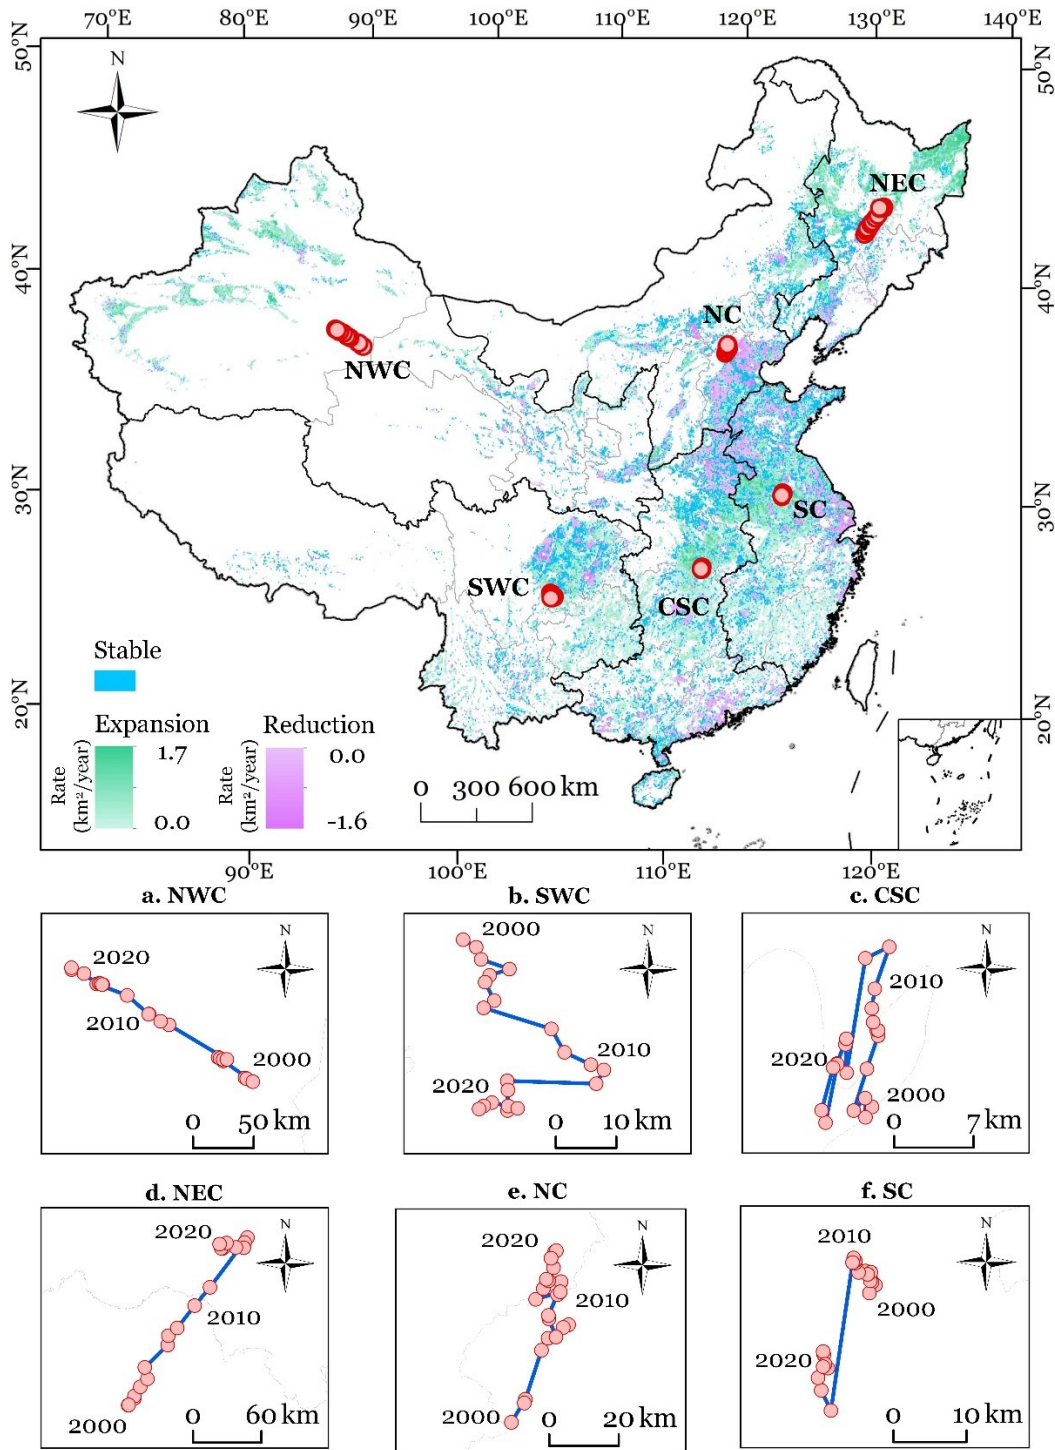 70°E 80°E 90°E 100°E 110°E 120°E 130°E 140°E
50°N
50°N
N
NEC
40°N
40°N
NC
NWC
30°N
30°N
SC
SWC
CSC
Stable
20°N
20°N
Expansion
Reduction
Rate
(km²/year)
1.7
0.0
Rate
(km²/year)
0.0
-1.6
0 300 600 km
90°E 100°E 110°E 120°E
a. NWC
b. SWC
c. CSC
N
2020
2010
2000
0 50 km
N
2000
2010
2020
0 10 km
N
2010
2020
2000
0 7 km
d. NEC
e. NC
f. SC
N
2020
2010
2000
0 60 km
N
2020
2010
2000
0 20 km
N
2010
2000
2020
0 10 km